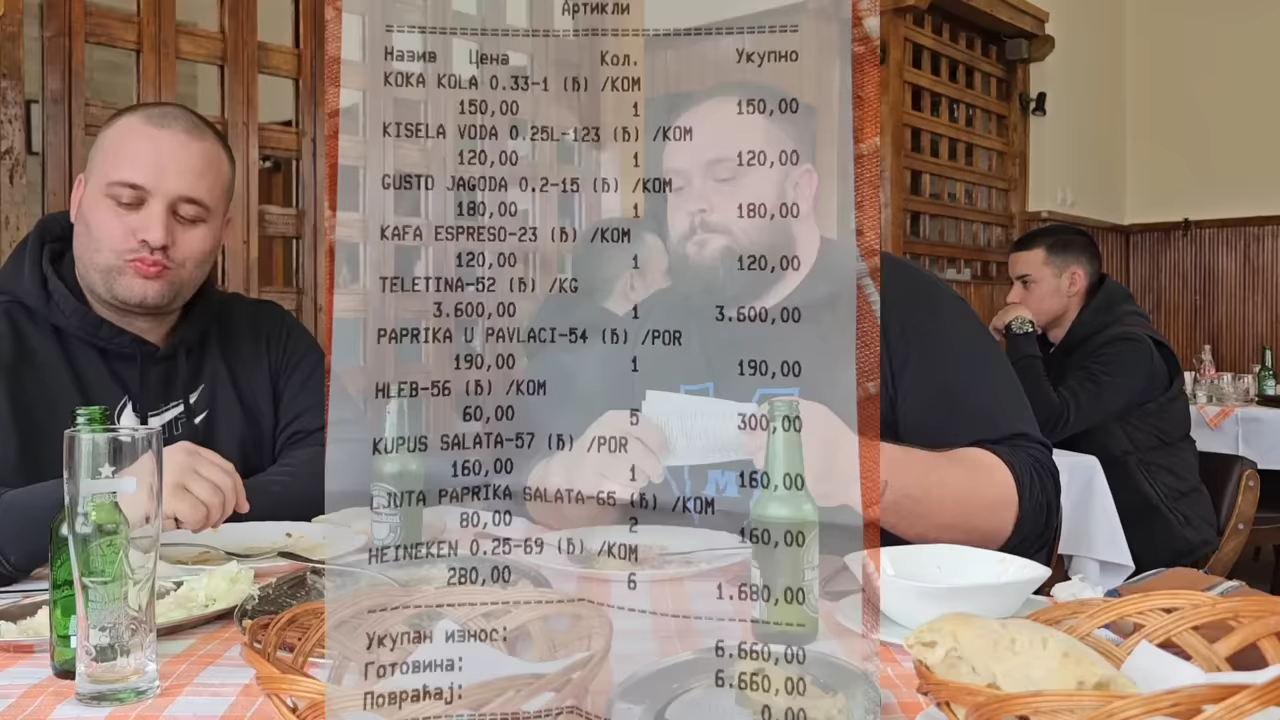 Артикли
Назив Цена Кол. Укупно
KOKA KOLA 0.33-1 (Ђ) /KOM
150,00 1 150,00
KISELA VODA 0.25L-123 (Ђ) /KOM
120,00 1 120,00
GUSTO JAGODA 0.2-15 (Ђ) /KOM
180,00 1 180,00
KAFA ESPRESO-23 (Ђ) /KOM
120,00 1 120,00
TELETINA-52 (Ђ) /KG
3.600,00 1 3.600,00
PAPRIKA U PAVLACI-54 (Ђ) /POR
190,00 1 190,00
HLEB-56 (Ђ) /KOM
60,00 5 300,00
KUPUS SALATA-57 (Ђ) /POR
160,00 1 160,00
LJUTA PAPRIKA SALATA-65 (Ђ) /KOM
80,00 2 160,00
HEINEKEN 0.25-69 (Ђ) /KOM
280,00 6 1.680,00
Укупан износ: 6.660,00
Готовина: 6.660,00
Повраћај: 0,00